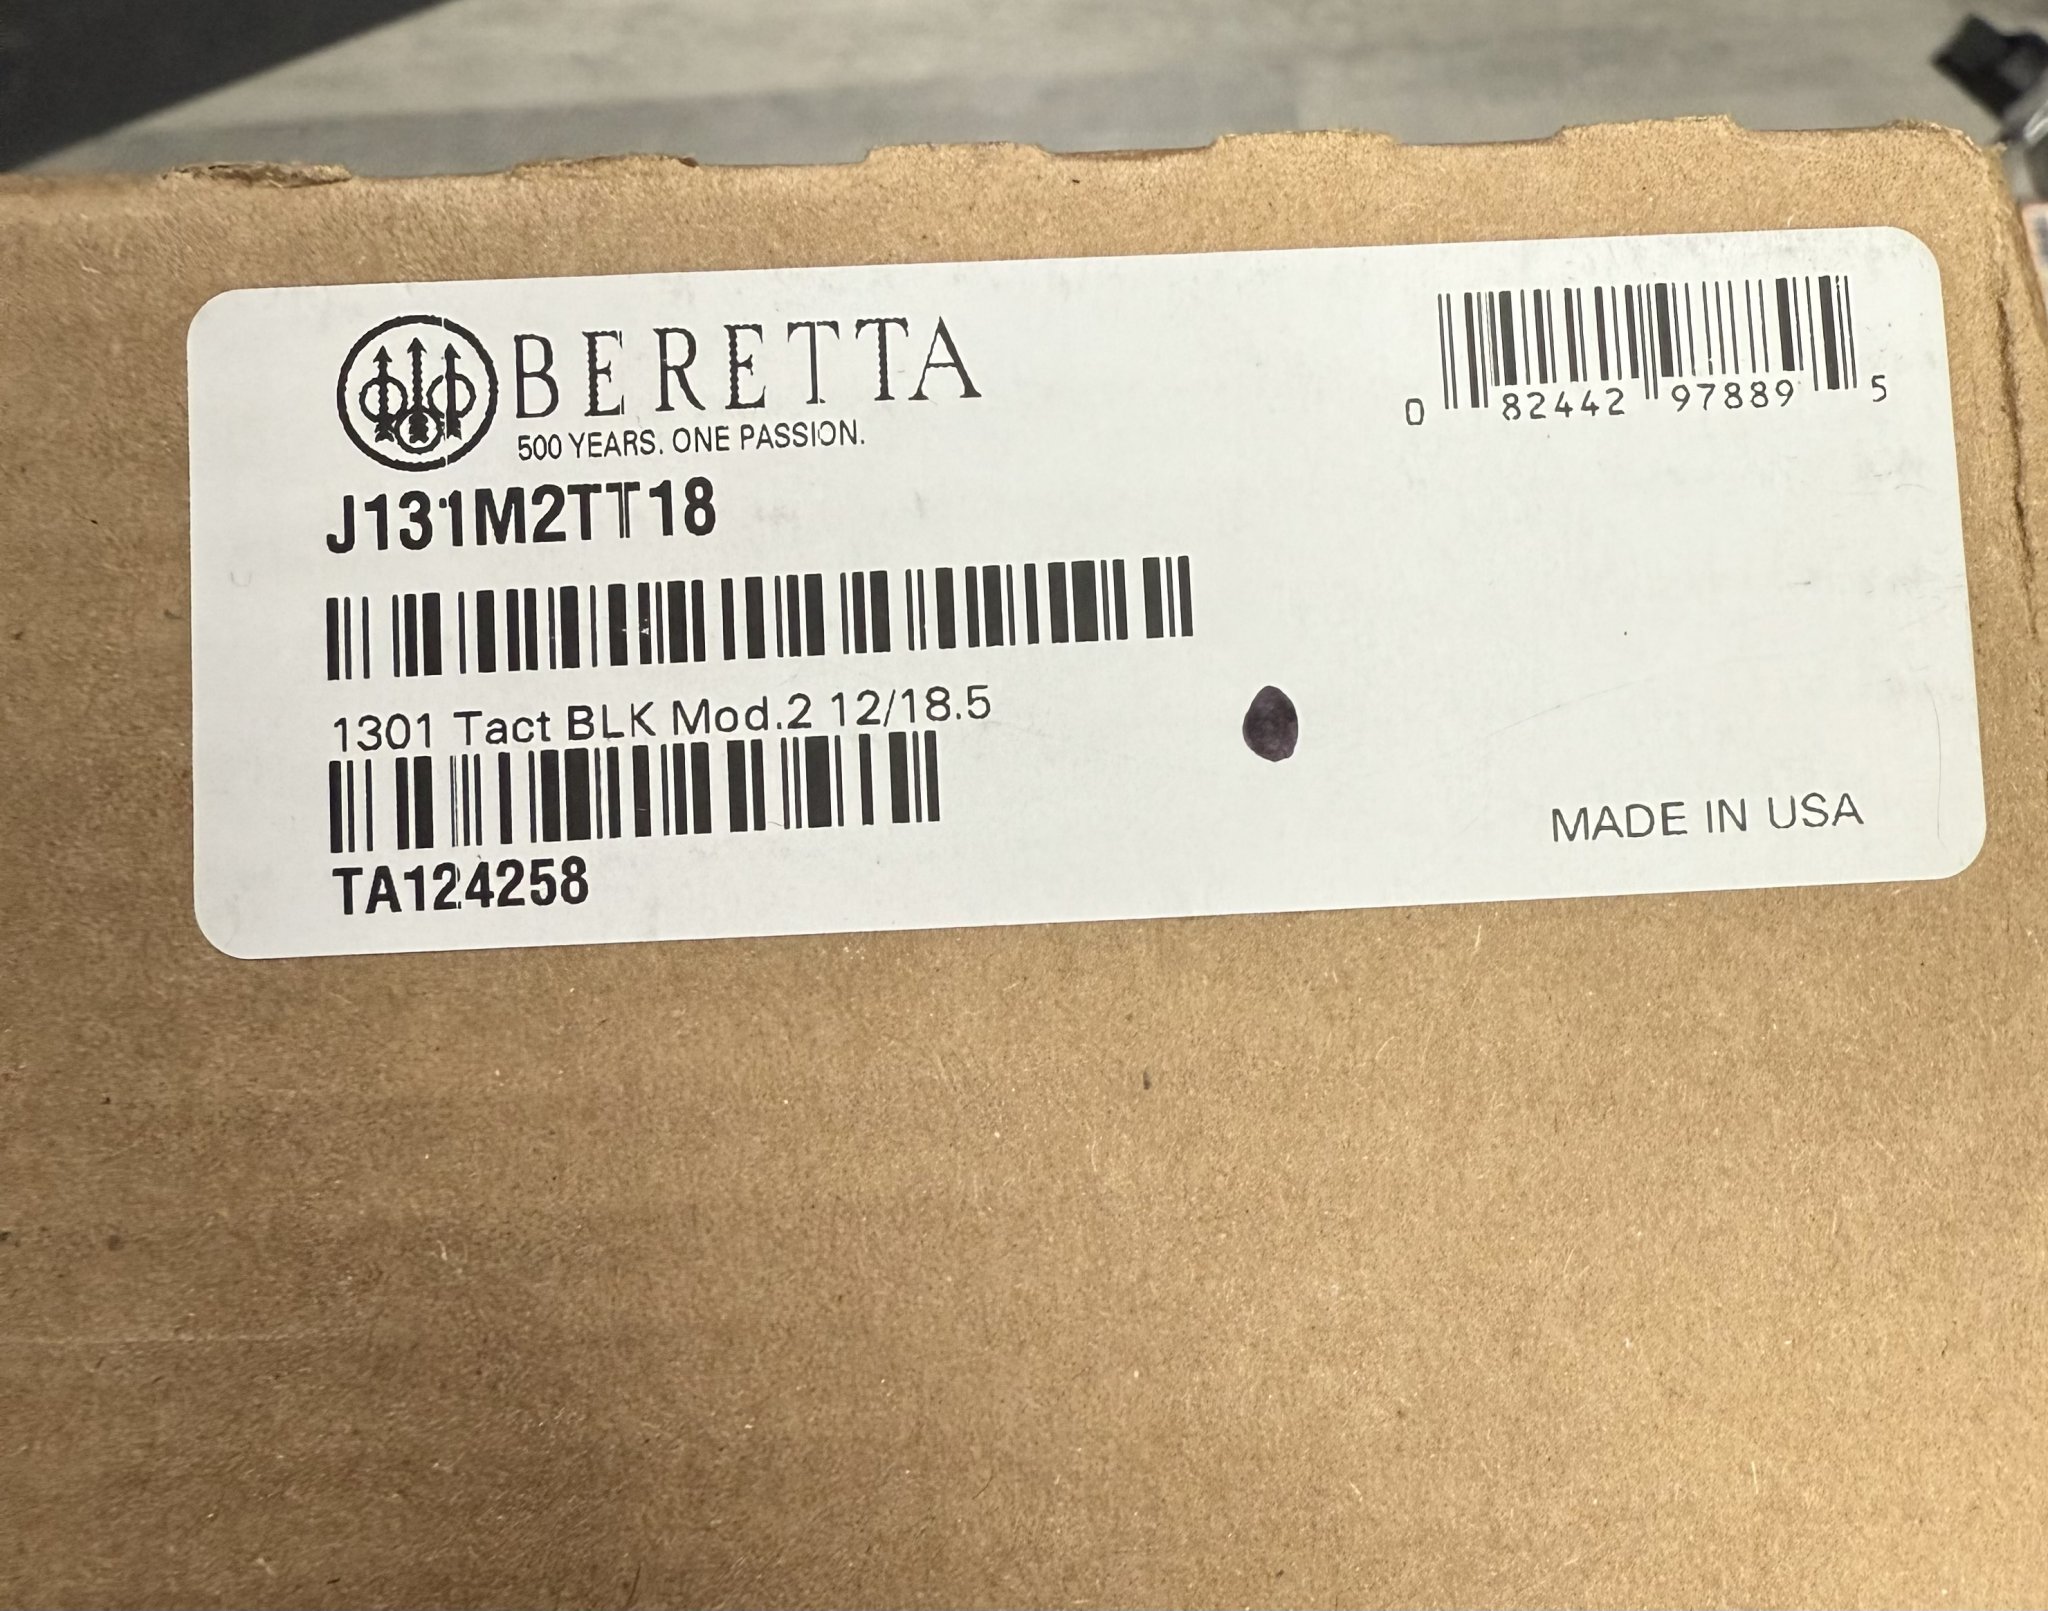 BERETTA
500 YEARS. ONE PASSION.
0 82442 97889 5
J131M2TT18
1301 Tact BLK Mod.2 12/18.5
TA124258
MADE IN USA